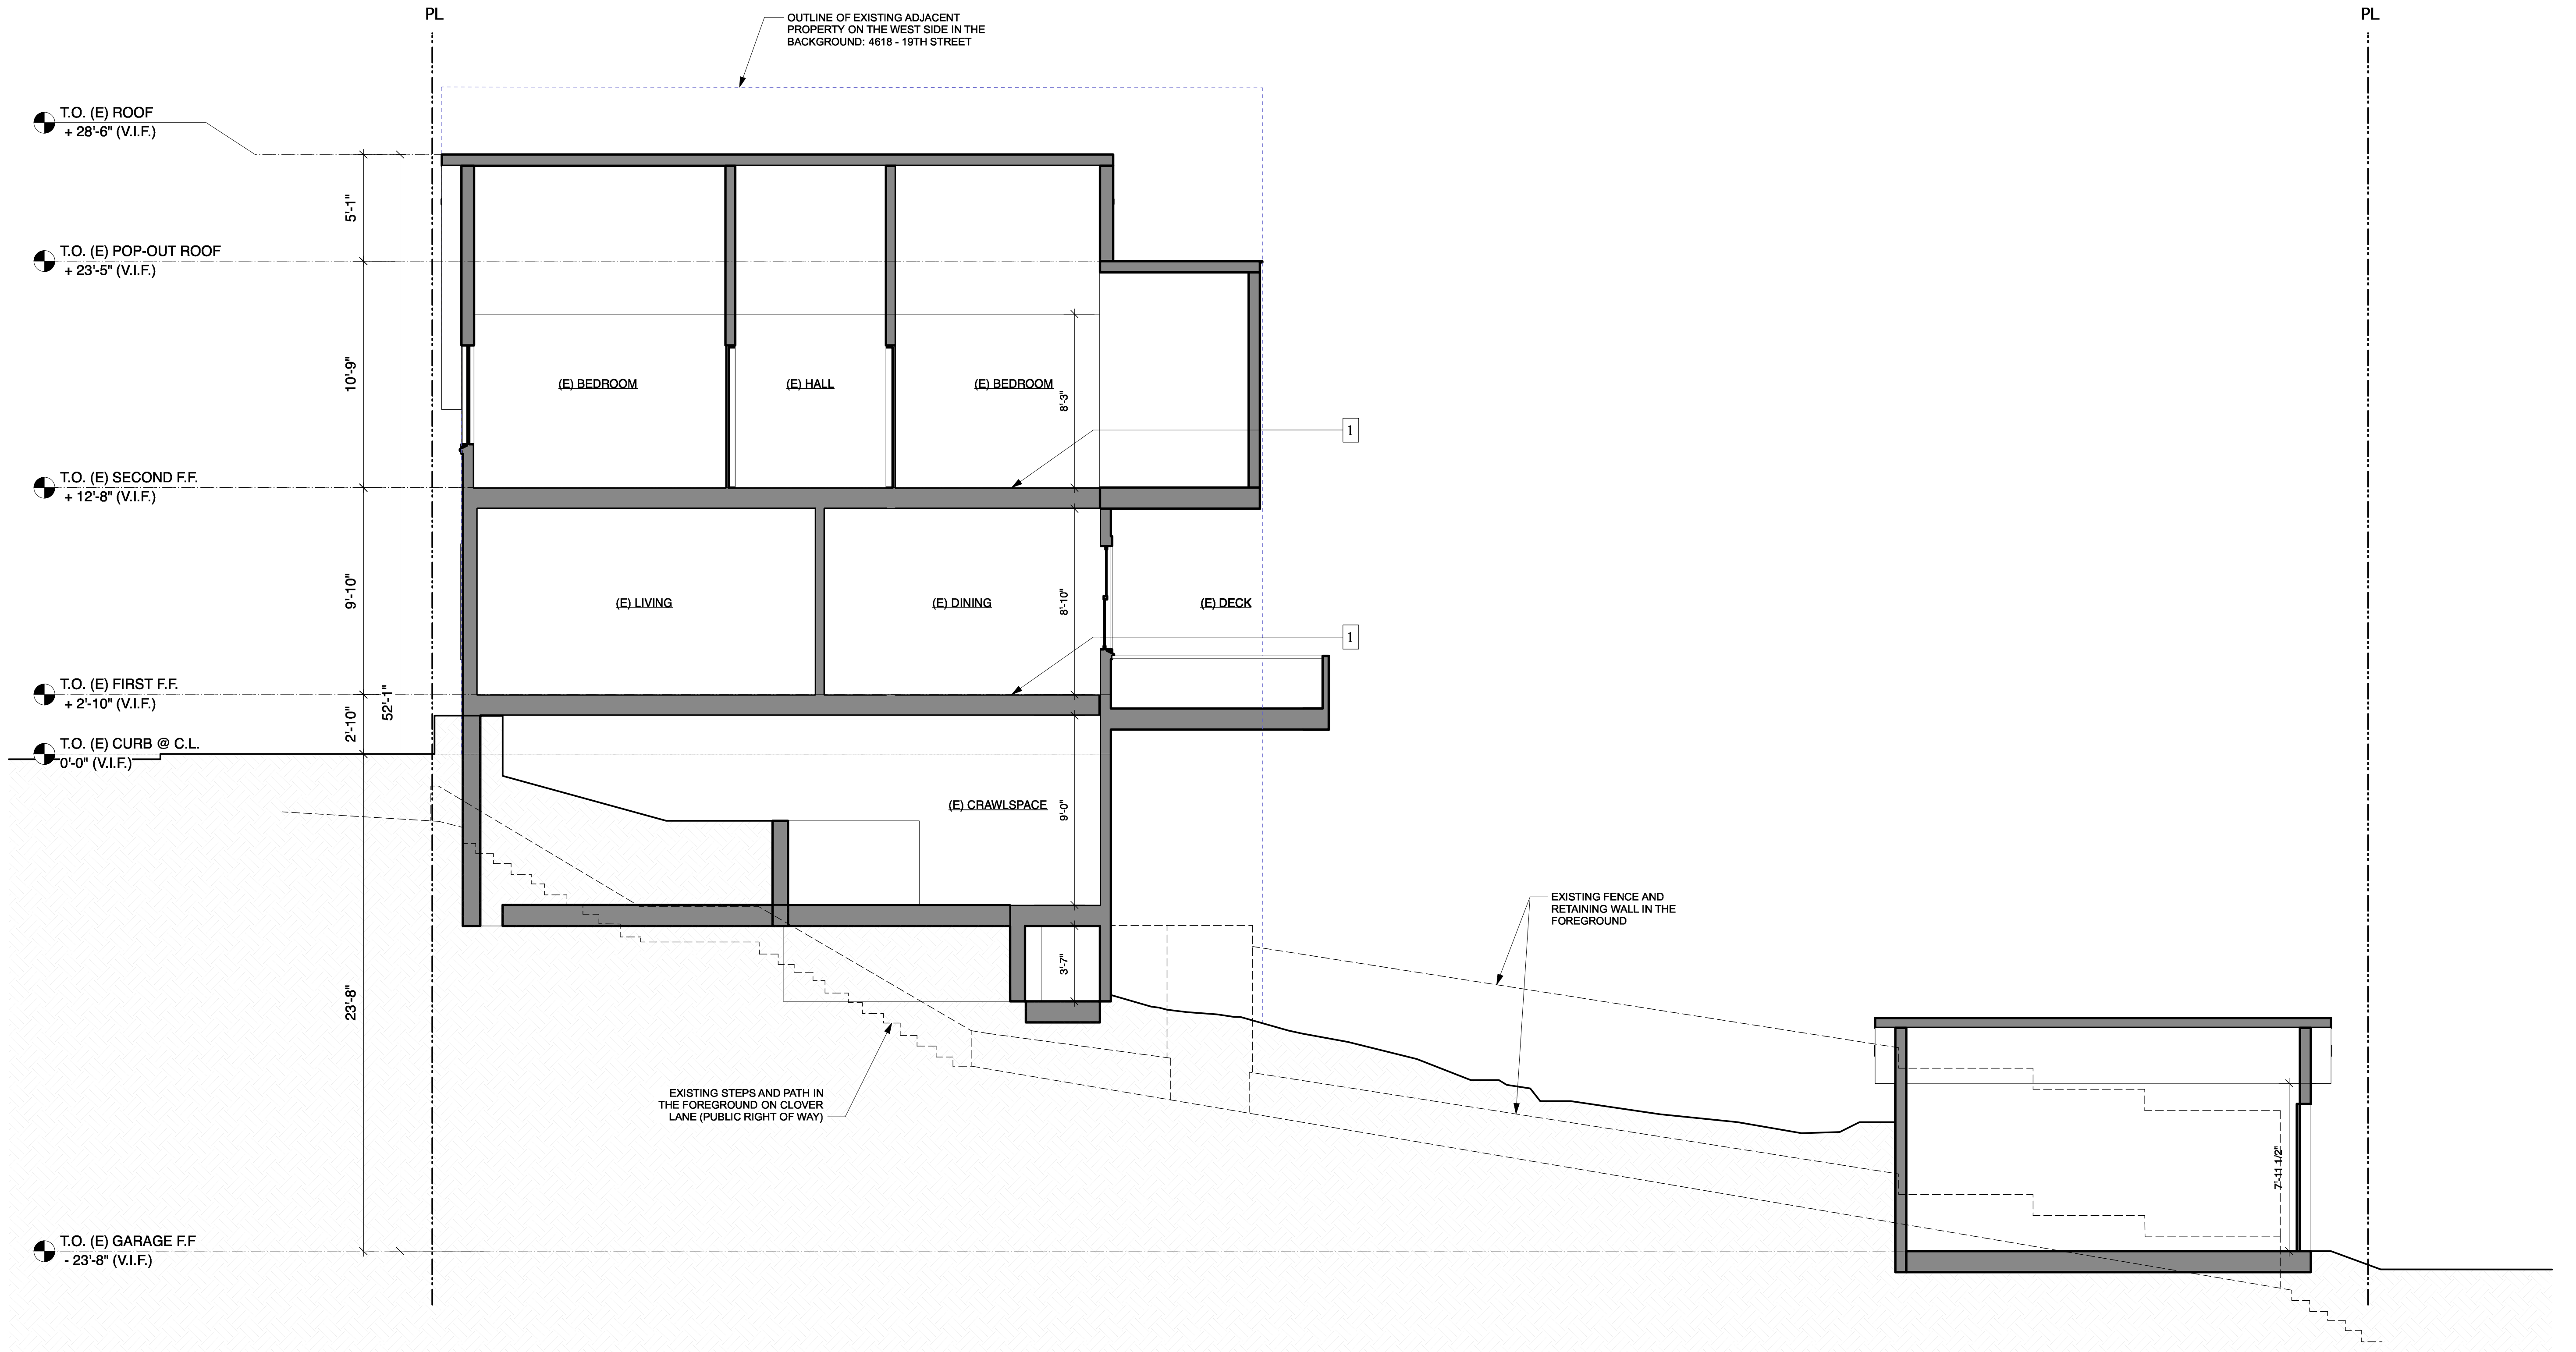 PL
PL
OUTLINE OF EXISTING ADJACENT
PROPERTY ON THE WEST SIDE IN THE
BACKGROUND: 4618 - 19TH STREET
T.O. (E) ROOF
+ 28'-6" (V.I.F.)
5'-1"
T.O. (E) POP-OUT ROOF
+ 23'-5" (V.I.F.)
10'-9"
(E) BEDROOM
(E) HALL
(E) BEDROOM
8'-3"
1
T.O. (E) SECOND F.F.
+ 12'-8" (V.I.F.)
9'-10"
(E) LIVING
(E) DINING
8'-10"
(E) DECK
1
T.O. (E) FIRST F.F.
+ 2'-10" (V.I.F.)
2'-10"
52'-1"
T.O. (E) CURB @ C.L.
0'-0" (V.I.F.)
(E) CRAWLSPACE
9'-0"
EXISTING FENCE AND
RETAINING WALL IN THE
FOREGROUND
3'-7"
23'-8"
EXISTING STEPS AND PATH IN
THE FOREGROUND ON CLOVER
LANE (PUBLIC RIGHT OF WAY)
7'-11 1/2"
T.O. (E) GARAGE F.F
- 23'-8" (V.I.F.)